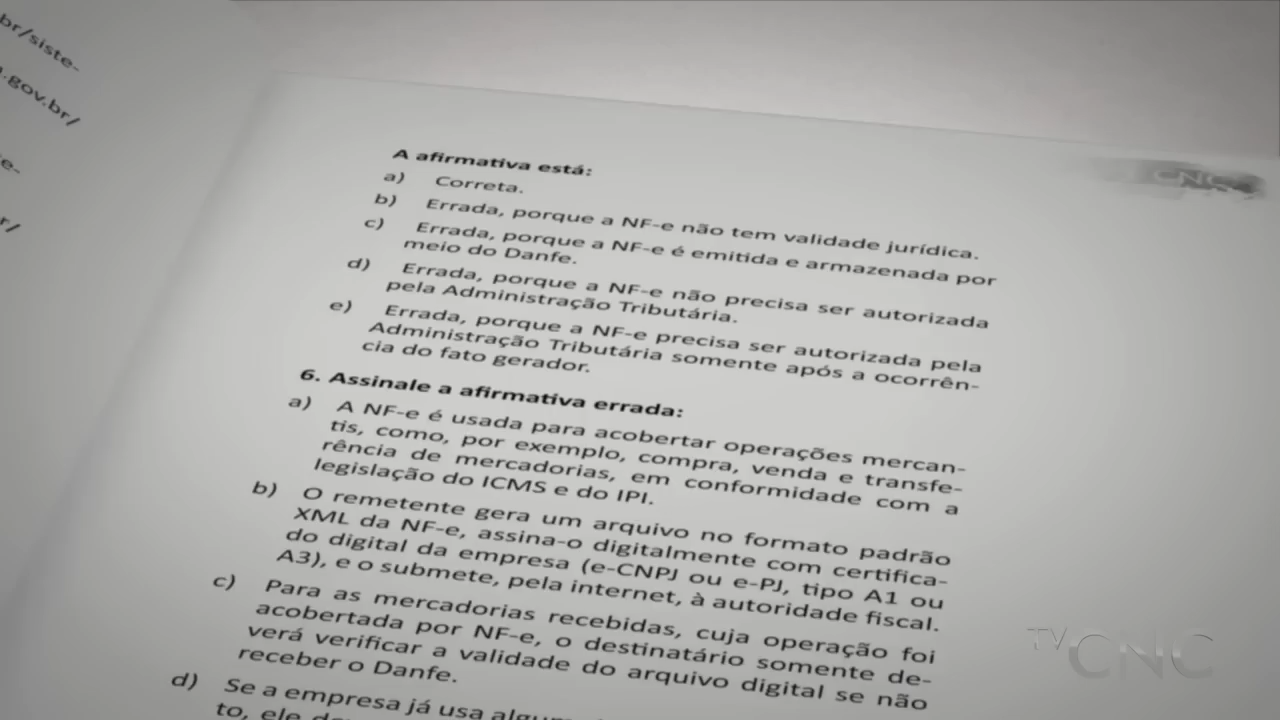 br/siste-
.gov.br/
e-
r/
CNC
A afirmativa está:
a) Correta.
b) Errada, porque a NF-e não tem validade jurídica.
c) Errada, porque a NF-e é emitida e armazenada por
meio do Danfe.
d) Errada, porque a NF-e não precisa ser autorizada
pela Administração Tributária.
e) Errada, porque a NF-e precisa ser autorizada pela
Administração Tributária somente após a ocorrên-
cia do fato gerador.
6. Assinale a afirmativa errada:
a) A NF-e é usada para acobertar operações mercan-
tis, como, por exemplo, compra, venda e transfe-
rência de mercadorias, em conformidade com a
legislação do ICMS e do IPI.
b) O remetente gera um arquivo no formato padrão
XML da NF-e, assina-o digitalmente com certifica-
do digital da empresa (e-CNPJ ou e-PJ, tipo A1 ou
A3), e o submete, pela internet, à autoridade fiscal.
c) Para as mercadorias recebidas, cuja operação foi
acobertada por NF-e, o destinatário somente de-
verá verificar a validade do arquivo digital se não
receber o Danfe.
d) Se a empresa já usa
to, ele
TV CNC